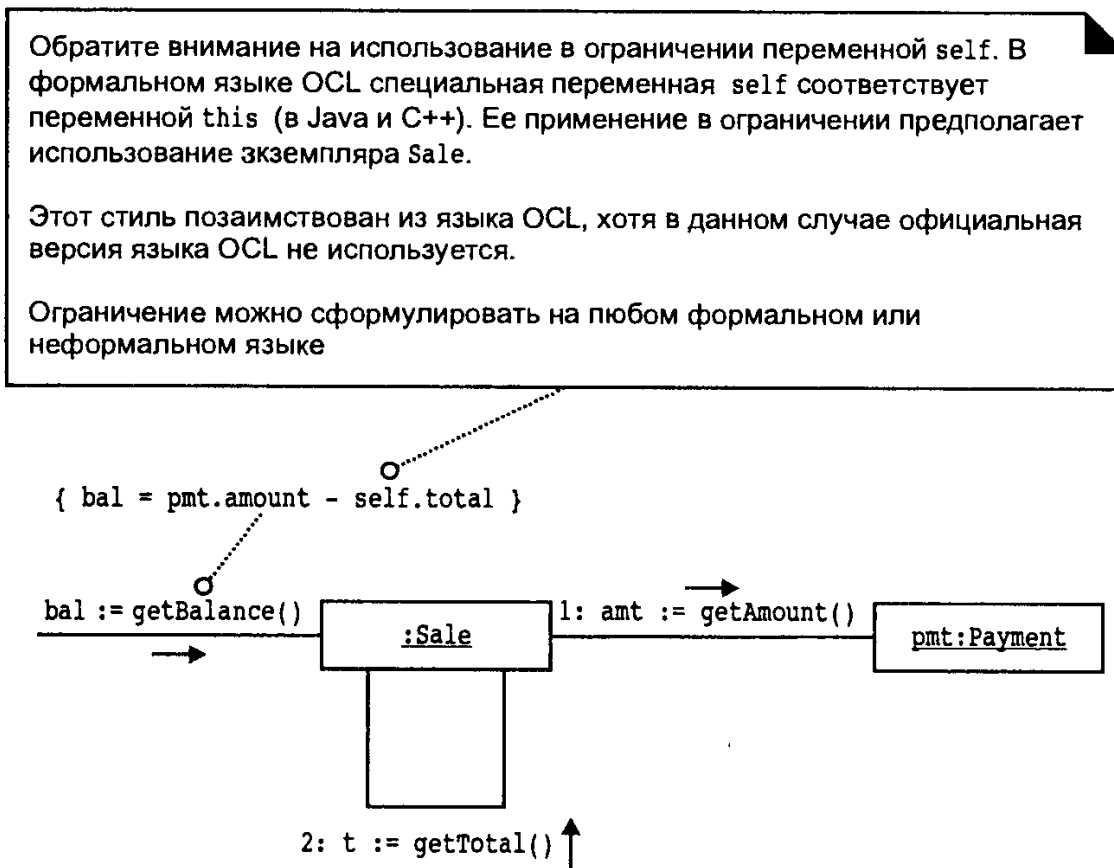 Обратите внимание на использование в ограничении переменной self. В
формальном языке OCL специальная переменная self соответствует
переменной this (в Java и C++). Ее применение в ограничении предполагает
использование зкземпляра Sale.
Этот стиль позаимствован из языка OCL, хотя в данном случае официальная
версия языка OCL не используется.
Ограничение можно сформулировать на любом формальном или
неформальном языке
{ bal = pmt.amount - self.total }
bal := getBalance()
:Sale
1: amt := getAmount()
pmt:Payment
2: t := getTotal()